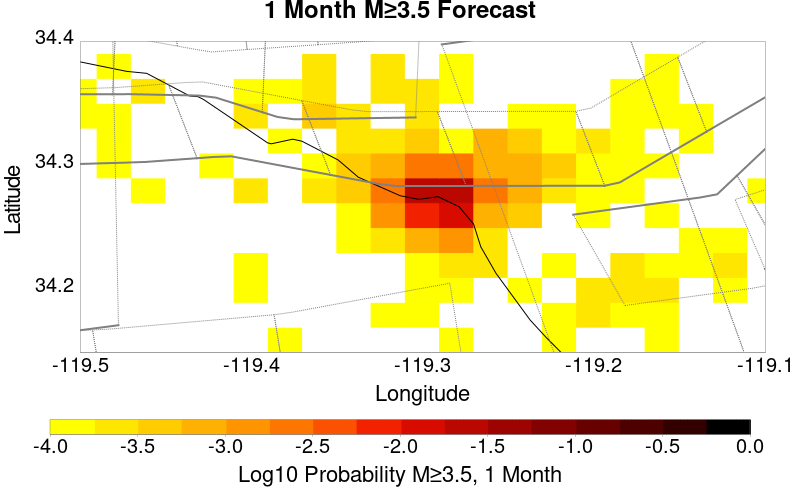 1 Month M≥3.5 Forecast
34.4
34.3
34.2
Latitude
-119.5 -119.4 -119.3 -119.2 -119.1
Longitude
-4.0 -3.5 -3.0 -2.5 -2.0 -1.5 -1.0 -0.5 0.0
Log10 Probability M≥3.5, 1 Month